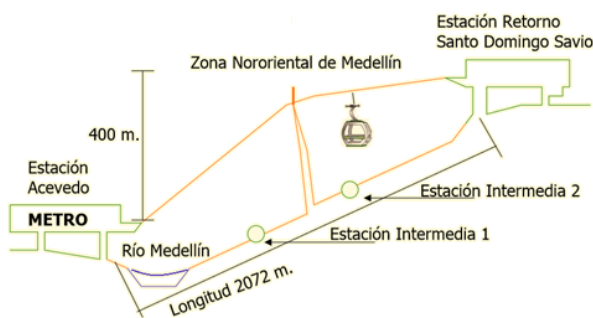 Estación Retorno
Santo Domingo Savio
Zona Nororiental de Medellín
400 m.
Estación
Acevedo
METRO
Estación Intermedia 2
Estación Intermedia 1
Río Medellín
Longitud 2072 m.